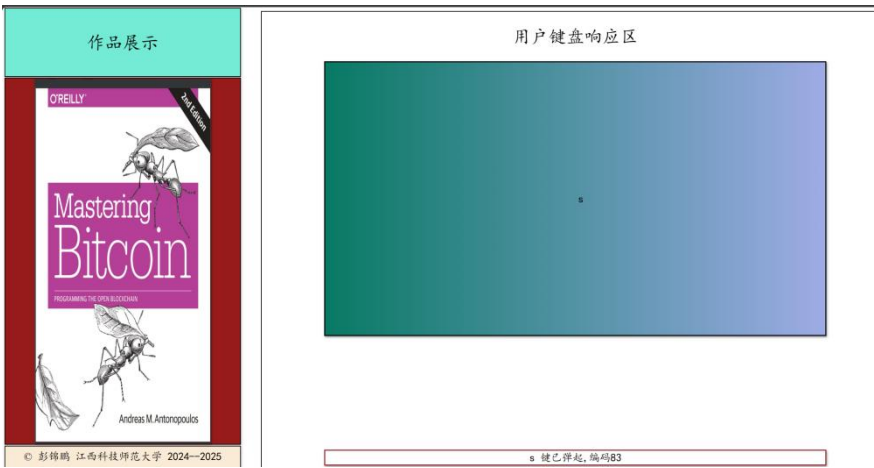 作品展示
O'REILLY®
2nd Edition
Mastering
Bitcoin
PROGRAMMING THE OPEN BLOCKCHAIN
Andreas M. Antonopoulos
© 彭锦鹏 江西科技师范大学 2024--2025
用户键盘响应区
s
s 键已弹起,编码83